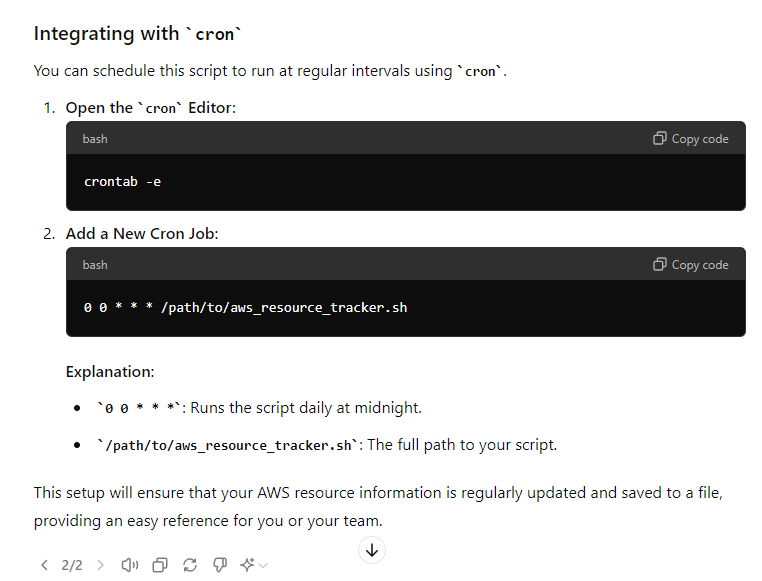 Integrating with `cron`
You can schedule this script to run at regular intervals using `cron`.
1. Open the `cron` Editor:
bash
Copy code
crontab -e
2. Add a New Cron Job:
bash
Copy code
0 0 * * * /path/to/aws_resource_tracker.sh
Explanation:
• `0 0 * * *`: Runs the script daily at midnight.
• `/path/to/aws_resource_tracker.sh`: The full path to your script.
This setup will ensure that your AWS resource information is regularly updated and saved to a file,
providing an easy reference for you or your team.
2/2